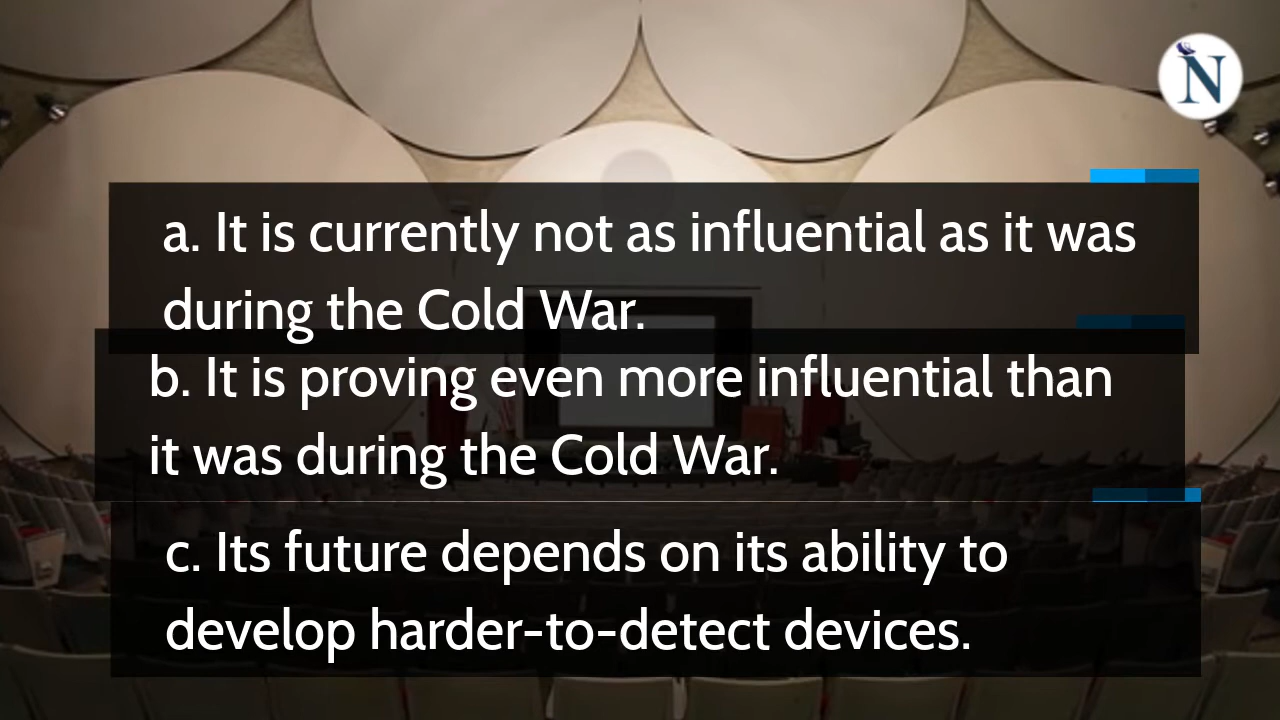 N
a. It is currently not as influential as it was
during the Cold War.
b. It is proving even more influential than
it was during the Cold War.
c. Its future depends on its ability to
develop harder-to-detect devices.